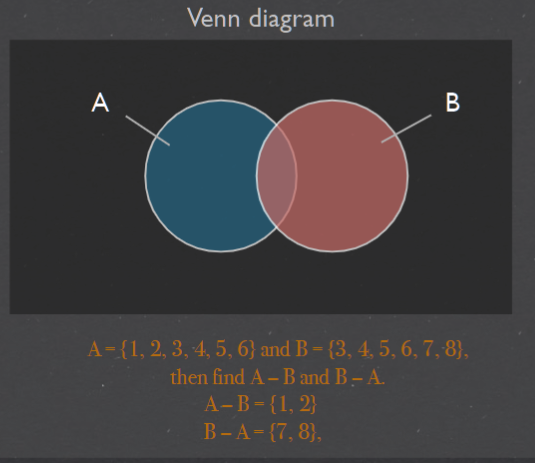 Venn diagram
A B
A = {1, 2, 3, 4, 5, 6} and B = {3, 4, 5, 6, 7, 8},
then find A – B and B – A.
A – B = {1, 2}
B – A = {7, 8},